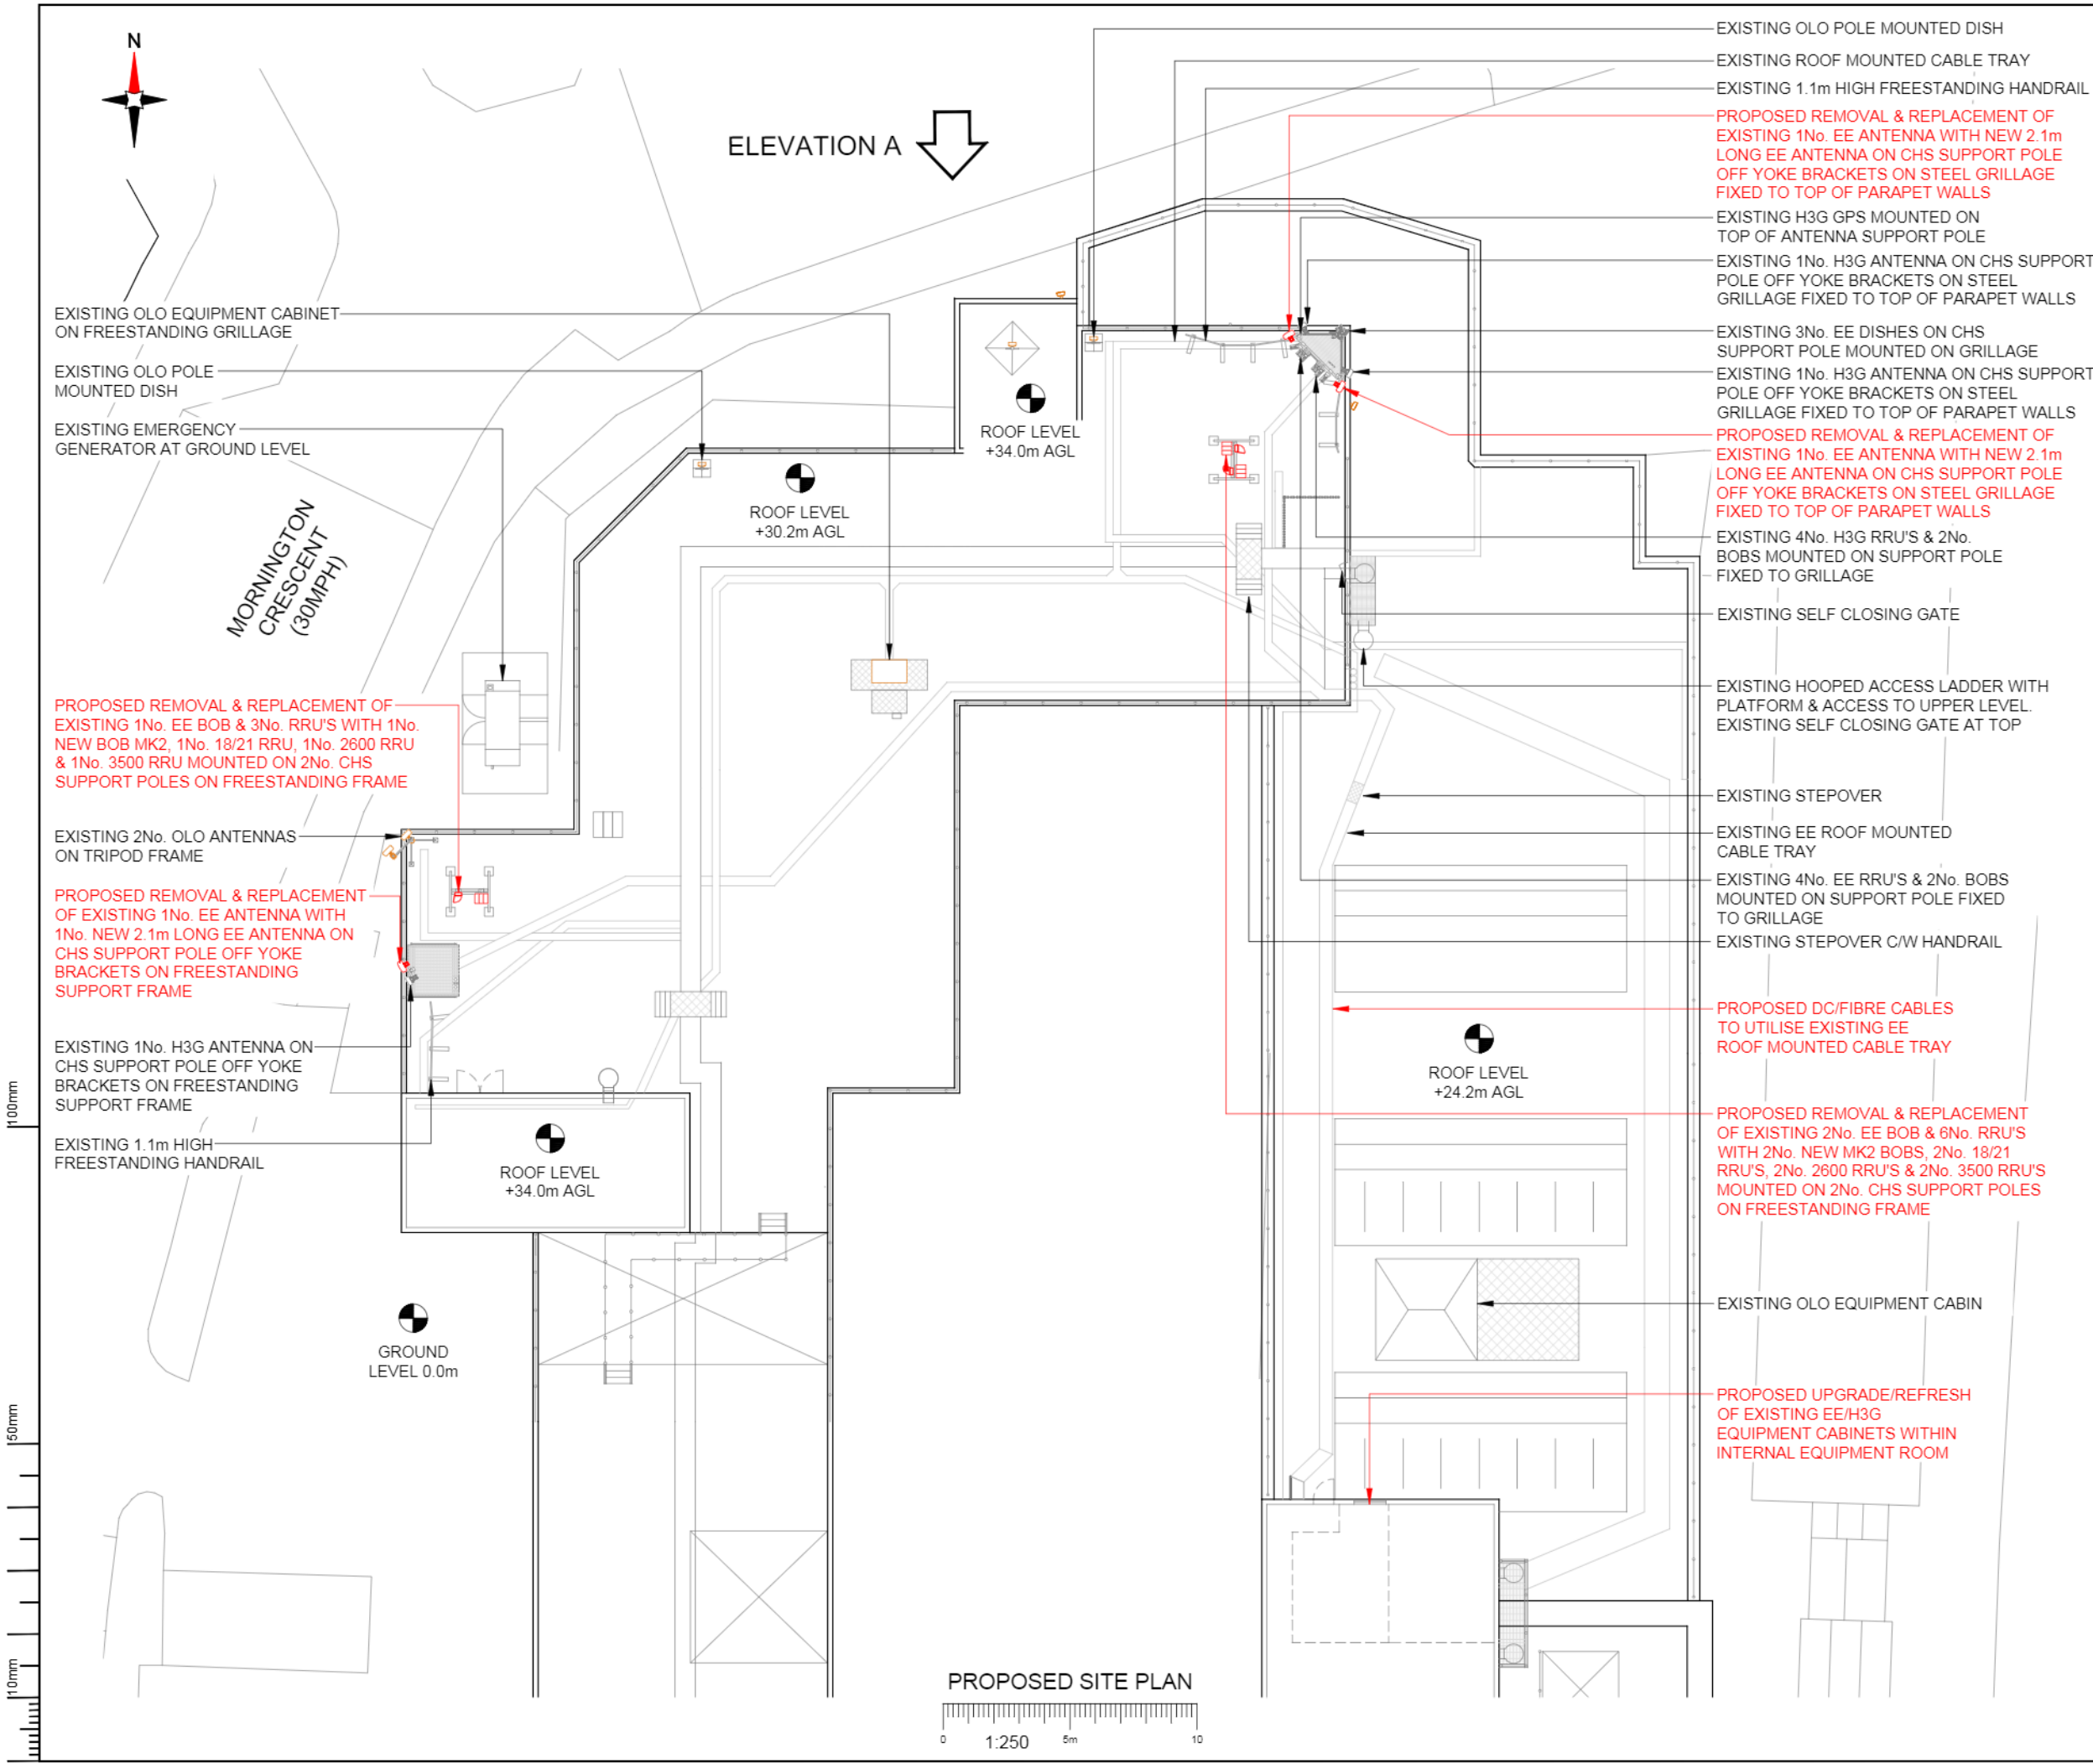 N
ELEVATION A
EXISTING OLO EQUIPMENT CABINET
ON FREESTANDING GRILLAGE
EXISTING OLO POLE
MOUNTED DISH
EXISTING EMERGENCY
GENERATOR AT GROUND LEVEL
MORNINGTON
CRESCENT
(30MPH)
PROPOSED REMOVAL & REPLACEMENT OF
EXISTING 1No. EE BOB & 3No. RRU'S WITH 1No.
NEW BOB MK2, 1No. 18/21 RRU, 1No. 2600 RRU
& 1No. 3500 RRU MOUNTED ON 2No. CHS
SUPPORT POLES ON FREESTANDING FRAME
EXISTING 2No. OLO ANTENNAS
ON TRIPOD FRAME
PROPOSED REMOVAL & REPLACEMENT
OF EXISTING 1No. EE ANTENNA WITH
1No. NEW 2.1m LONG EE ANTENNA ON
CHS SUPPORT POLE OFF YOKE
BRACKETS ON FREESTANDING
SUPPORT FRAME
EXISTING 1No. H3G ANTENNA ON
CHS SUPPORT POLE OFF YOKE
BRACKETS ON FREESTANDING
SUPPORT FRAME
EXISTING 1.1m HIGH
FREESTANDING HANDRAIL
ROOF LEVEL
+34.0m AGL
ROOF LEVEL
+30.2m AGL
ROOF LEVEL
+24.2m AGL
ROOF LEVEL
+34.0m AGL
GROUND
LEVEL 0.0m
EXISTING OLO POLE MOUNTED DISH
EXISTING ROOF MOUNTED CABLE TRAY
EXISTING 1.1m HIGH FREESTANDING HANDRAIL
PROPOSED REMOVAL & REPLACEMENT OF
EXISTING 1No. EE ANTENNA WITH NEW 2.1m
LONG EE ANTENNA ON CHS SUPPORT POLE
OFF YOKE BRACKETS ON STEEL GRILLAGE
FIXED TO TOP OF PARAPET WALLS
EXISTING H3G GPS MOUNTED ON
TOP OF ANTENNA SUPPORT POLE
EXISTING 1No. H3G ANTENNA ON CHS SUPPORT
POLE OFF YOKE BRACKETS ON STEEL
GRILLAGE FIXED TO TOP OF PARAPET WALLS
EXISTING 3No. EE DISHES ON CHS
SUPPORT POLE MOUNTED ON GRILLAGE
EXISTING 1No. H3G ANTENNA ON CHS SUPPORT
POLE OFF YOKE BRACKETS ON STEEL
GRILLAGE FIXED TO TOP OF PARAPET WALLS
PROPOSED REMOVAL & REPLACEMENT OF
EXISTING 1No. EE ANTENNA WITH NEW 2.1m
LONG EE ANTENNA ON CHS SUPPORT POLE
OFF YOKE BRACKETS ON STEEL GRILLAGE
FIXED TO TOP OF PARAPET WALLS
EXISTING 4No. H3G RRU'S & 2No.
BOBS MOUNTED ON SUPPORT POLE
FIXED TO GRILLAGE
EXISTING SELF CLOSING GATE
EXISTING HOOPED ACCESS LADDER WITH
PLATFORM & ACCESS TO UPPER LEVEL.
EXISTING SELF CLOSING GATE AT TOP
EXISTING STEPOVER
EXISTING EE ROOF MOUNTED
CABLE TRAY
EXISTING 4No. EE RRU'S & 2No. BOBS
MOUNTED ON SUPPORT POLE FIXED
TO GRILLAGE
EXISTING STEPOVER C/W HANDRAIL
PROPOSED DC/FIBRE CABLES
TO UTILISE EXISTING EE
ROOF MOUNTED CABLE TRAY
PROPOSED REMOVAL & REPLACEMENT
OF EXISTING 2No. EE BOB & 6No. RRU'S
WITH 2No. NEW MK2 BOBS, 2No. 18/21
RRU'S, 2No. 2600 RRU'S & 2No. 3500 RRU'S
MOUNTED ON 2No. CHS SUPPORT POLES
ON FREESTANDING FRAME
EXISTING OLO EQUIPMENT CABIN
PROPOSED UPGRADE/REFRESH
OF EXISTING EE/H3G
EQUIPMENT CABINETS WITHIN
INTERNAL EQUIPMENT ROOM
100mm
50mm
10mm
PROPOSED SITE PLAN
0 1:250 5m 10